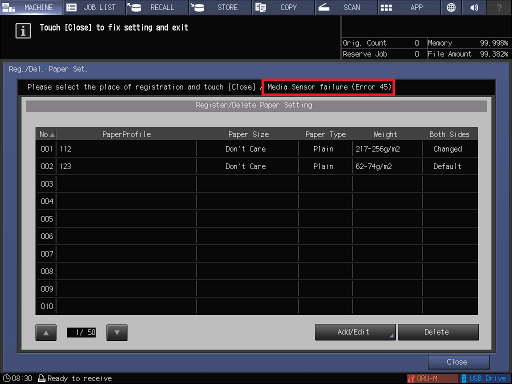 MACHINE JOB LIST RECALL STORE COPY SCAN APP ?
Touch [Close] to fix setting and exit
Orig. Count 0 Memory 99.998%
Reserve Job 0 File Amount 99.382%
Reg./Del. Paper Set.
Please select the place of registration and touch [Close] / Media Sensor failure (Error 45)
Register/Delete Paper Setting
No. PaperProfile Paper Size Paper Type Weight Both Sides
001 112 Don't Care Plain 217-256g/m2 Changed
002 123 Don't Care Plain 62-74g/m2 Default
003
004
005
006
007
008
009
010
1/ 50 Add/Edit Delete
Close
08:30 Ready to receive ORU-M USB Drive